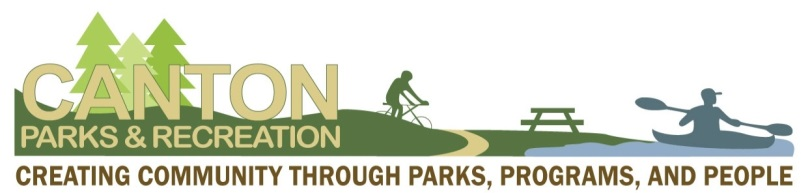 CANTON
PARKS & RECREATION
CREATING COMMUNITY THROUGH PARKS, PROGRAMS, AND PEOPLE